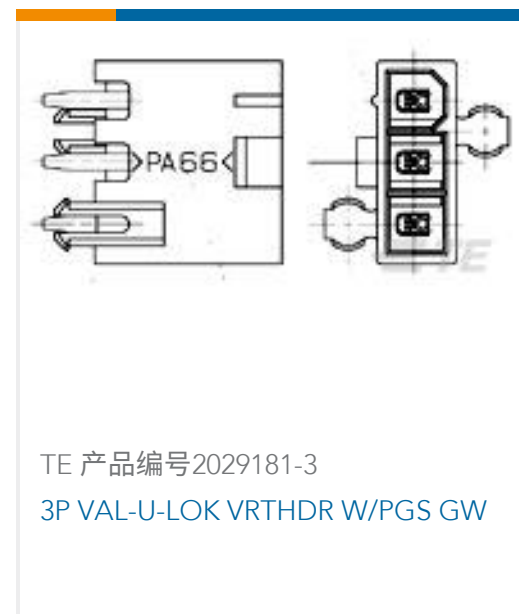 >PA66<
TE
TE 产品编号2029181-3
3P VAL-U-LOK VRTHDR W/PGS GW